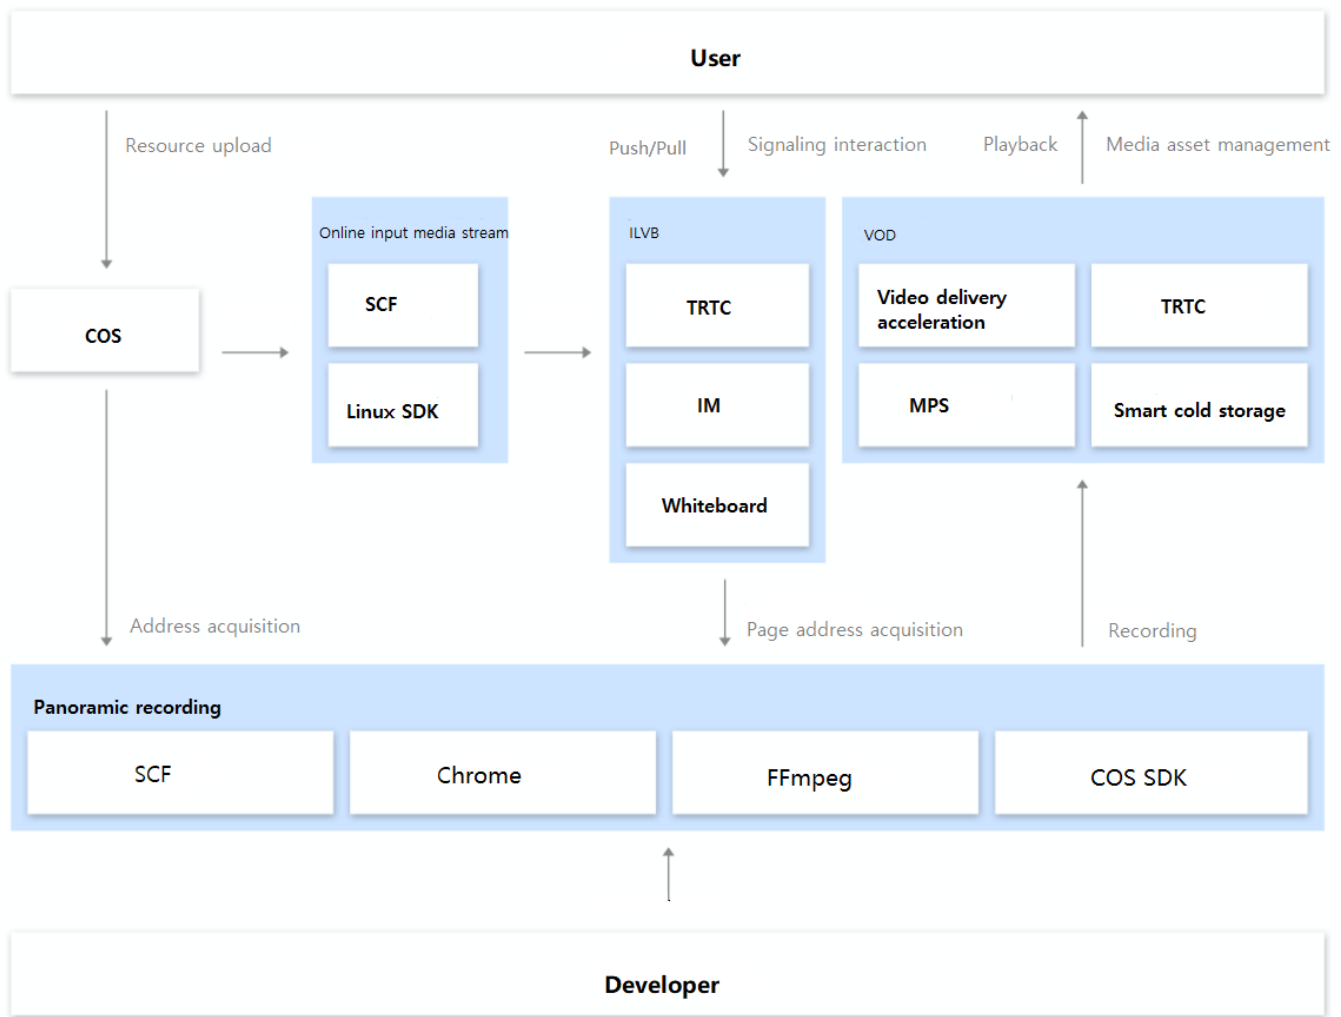 User
Resource upload
Push/Pull
Signaling interaction
Playback
Media asset management
Online input media stream
SCF
Linux SDK
ILVB
TRTC
IM
Whiteboard
VOD
Video delivery
acceleration
TRTC
MPS
Smart cold storage
COS
Address acquisition
Page address acquisition
Recording
Panoramic recording
SCF
Chrome
FFmpeg
COS SDK
Developer